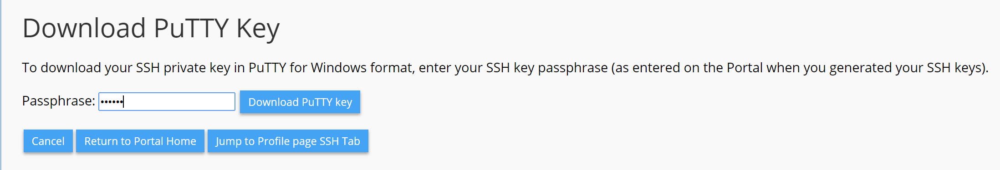 Download PuTTY Key
To download your SSH private key in PuTTY for Windows format, enter your SSH key passphrase (as entered on the Portal when you generated your SSH keys).
Passphrase: •••••• Download PuTTY key
Cancel Return to Portal Home Jump to Profile page SSH Tab